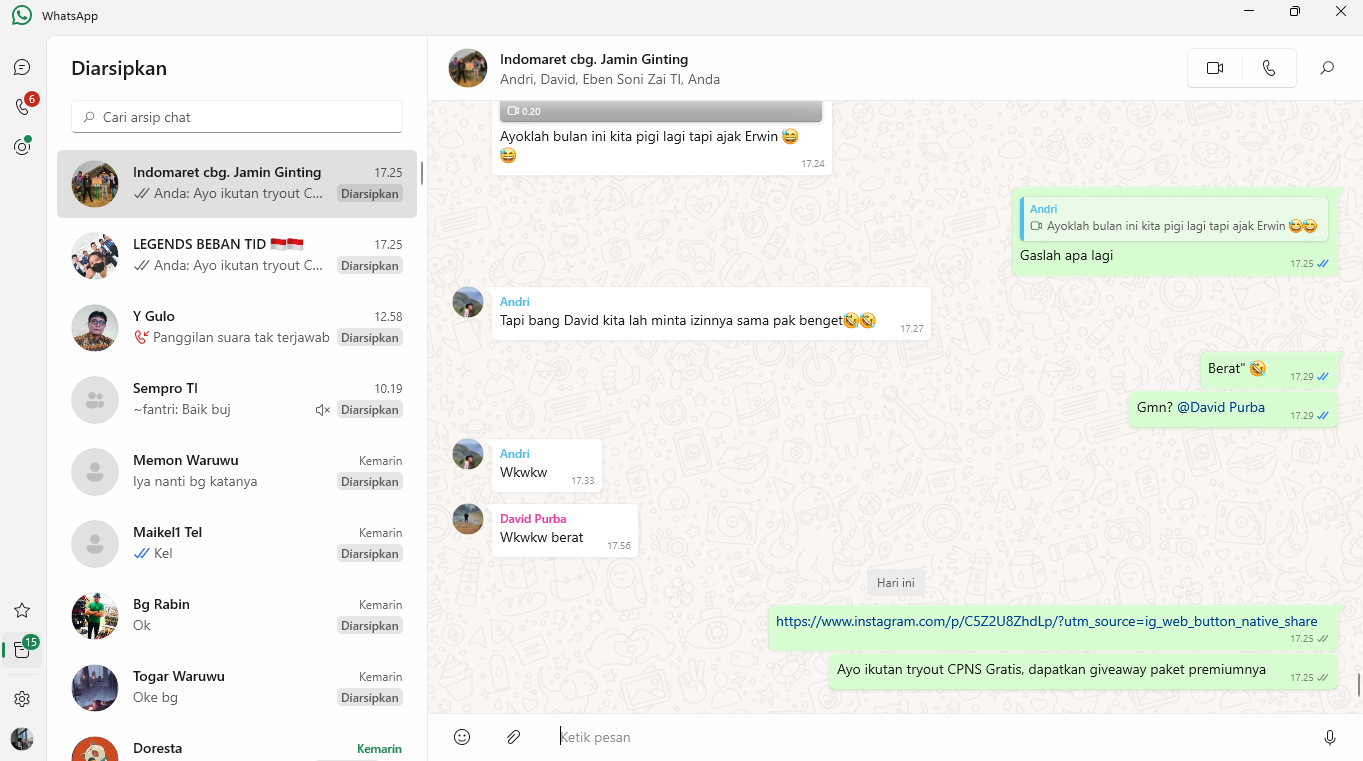 WhatsApp
6
15
Diarsipkan
Cari arsip chat
Indomaret cbg. Jamin Ginting
17.25
Anda: Ayo ikutan tryout C...
Diarsipkan
LEGENDS BEBAN TID 🇮🇩🇮🇩
17.25
Anda: Ayo ikutan tryout C...
Diarsipkan
Y Gulo
12.58
Panggilan suara tak terjawab
Diarsipkan
Sempro TI
10.19
~fantri: Baik buj
Diarsipkan
Memon Waruwu
Kemarin
Iya nanti bg katanya
Diarsipkan
Maikel1 Tel
Kemarin
Kel
Diarsipkan
Bg Rabin
Kemarin
Ok
Diarsipkan
Togar Waruwu
Kemarin
Oke bg
Diarsipkan
Doresta
Kemarin
Indomaret cbg. Jamin Ginting
Andri, David, Eben Soni Zai TI, Anda
0.20
Ayoklah bulan ini kita pigi lagi tapi ajak Erwin 😅
😅
17.24
Andri
Ayoklah bulan ini kita pigi lagi tapi ajak Erwin 😅😅
Gaslah apa lagi
17.25
Andri
Tapi bang David kita lah minta izinnya sama pak benget🤣🤣
17.27
Berat" 🤣
17.29
Gmn? @David Purba
17.29
Andri
Wkwkw
17.33
David Purba
Wkwkw berat
17.56
Hari ini
https://www.instagram.com/p/C5Z2U8ZhdLp/?utm_source=ig_web_button_native_share
17.25
Ayo ikutan tryout CPNS Gratis, dapatkan giveaway paket premiumnya
17.25
Ketik pesan